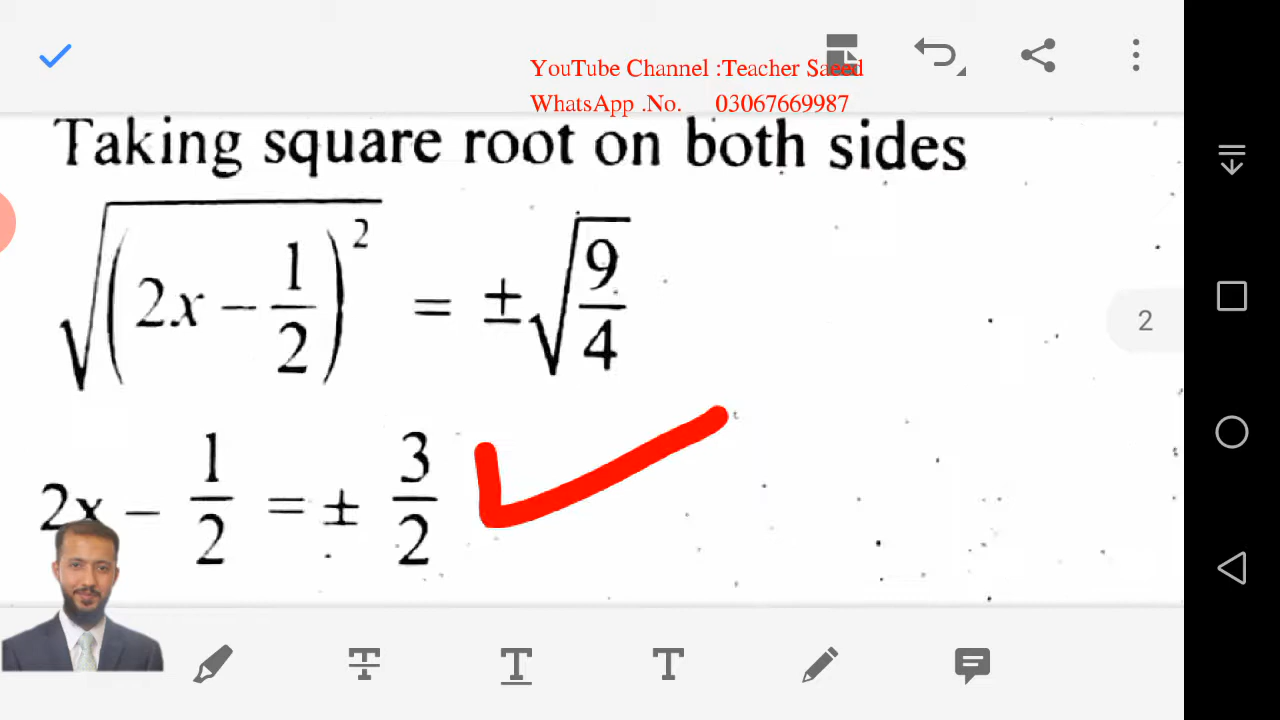 YouTube Channel :Teacher Saeed
WhatsApp .No. 03067669987
Taking square root on both sides
√(2x − 1/2)² = ±√9/4
2
2x − 1/2 = ± 3/2
T T T